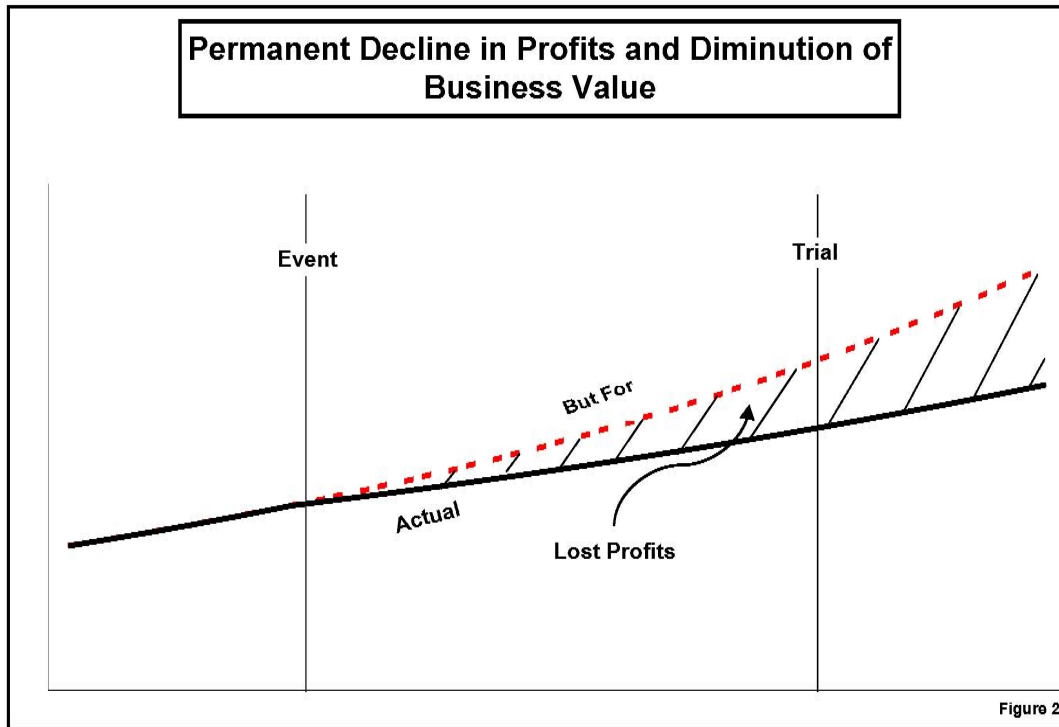 Permanent Decline in Profits and Diminution of
Business Value
Event
Trial
But For
Actual
Lost Profits
Figure 2